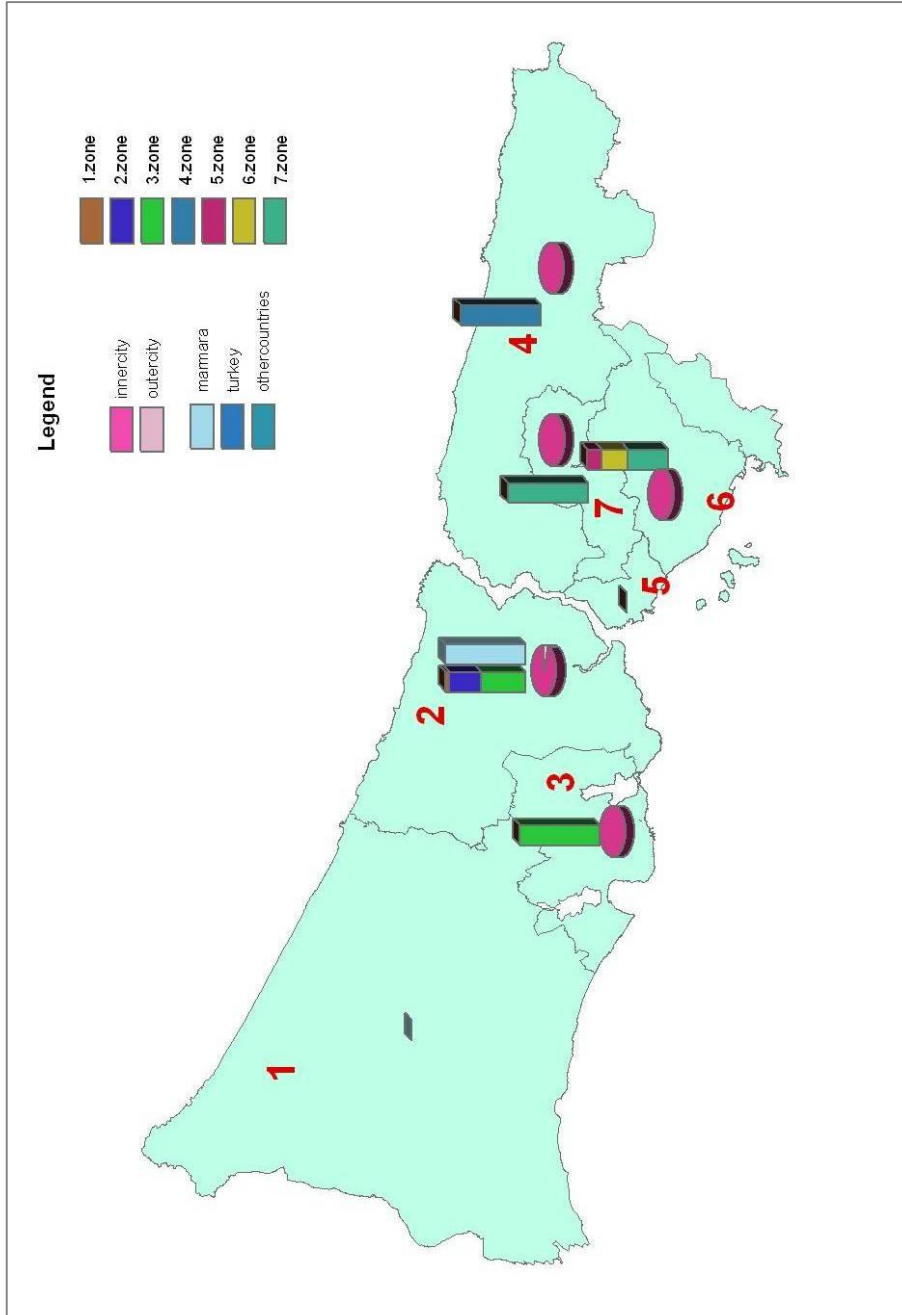 Legend
innercity
outercity
marmara
turkey
othercountries
1.zone
2.zone
3.zone
4.zone
5.zone
6.zone
7.zone
1
2
3
4
5
6
7